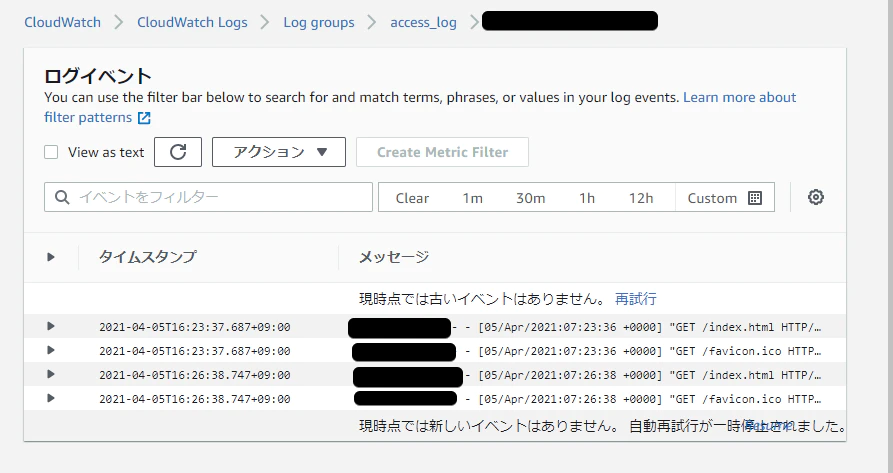 CloudWatch > CloudWatch Logs > Log groups > access_log >
ログイベント
You can use the filter bar below to search for and match terms, phrases, or values in your log events. Learn more about
filter patterns
View as text アクション ▼ Create Metric Filter
イベントをフィルター Clear 1m 30m 1h 12h Custom
▶ タイムスタンプ メッセージ
現時点では古いイベントはありません。 再試行
▶ 2021-04-05T16:23:37.687+09:00 - - [05/Apr/2021:07:23:36 +0000] "GET /index.html HTTP/…
▶ 2021-04-05T16:23:37.687+09:00 - [05/Apr/2021:07:23:36 +0000] "GET /favicon.ico HTTP…
▶ 2021-04-05T16:26:38.747+09:00 - [05/Apr/2021:07:26:38 +0000] "GET /index.html HTTP/…
▶ 2021-04-05T16:26:38.747+09:00 - [05/Apr/2021:07:26:38 +0000] "GET /favicon.ico HTTP…
現時点では新しいイベントはありません。 自動再試行が一時停止されました。